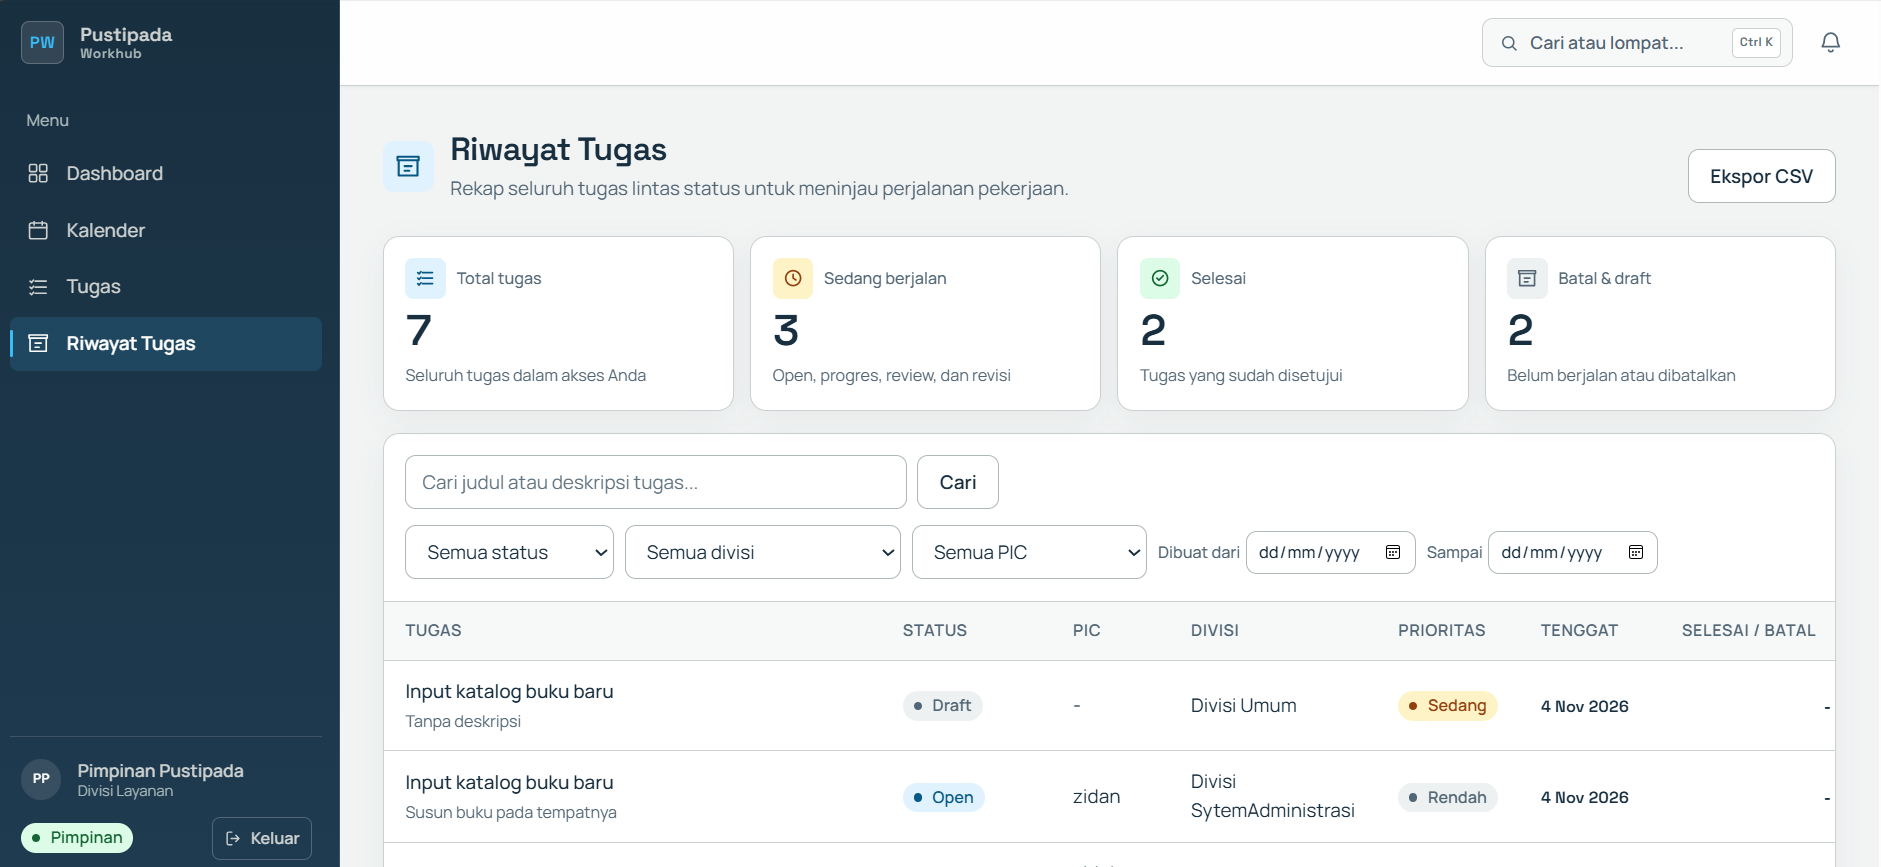 PW
Pustipada
Workhub
Menu
Dashboard
Kalender
Tugas
Riwayat Tugas
PP
Pimpinan Pustipada
Divisi Layanan
Pimpinan
Keluar
Cari atau lompat...
Ctrl K
Riwayat Tugas
Rekap seluruh tugas lintas status untuk meninjau perjalanan pekerjaan.
Ekspor CSV
Total tugas
7
Seluruh tugas dalam akses Anda
Sedang berjalan
3
Open, progres, review, dan revisi
Selesai
2
Tugas yang sudah disetujui
Batal & draft
2
Belum berjalan atau dibatalkan
Cari judul atau deskripsi tugas...
Cari
Semua status
Semua divisi
Semua PIC
Dibuat dari
dd/mm/yyyy
Sampai
dd/mm/yyyy
TUGAS STATUS PIC DIVISI PRIORITAS TENGGAT SELESAI / BATAL
Input katalog buku baru
Tanpa deskripsi
Draft
-
Divisi Umum
Sedang
4 Nov 2026
-
Input katalog buku baru
Susun buku pada tempatnya
Open
zidan
Divisi
SytemAdministrasi
Rendah
4 Nov 2026
-